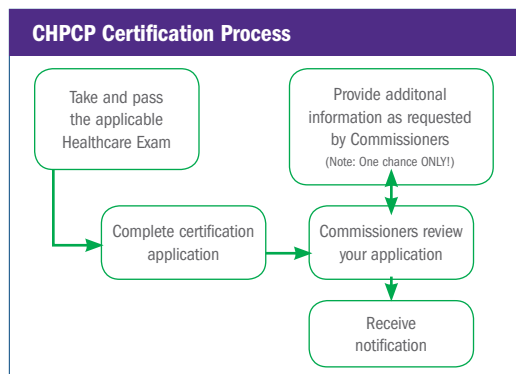 CHPCP Certification Process
Take and pass
the applicable
Healthcare Exam
Provide additonal
information as requested
by Commissioners
(Note: One chance ONLY!)
Complete certification
application
Commissioners review
your application
Receive
notification